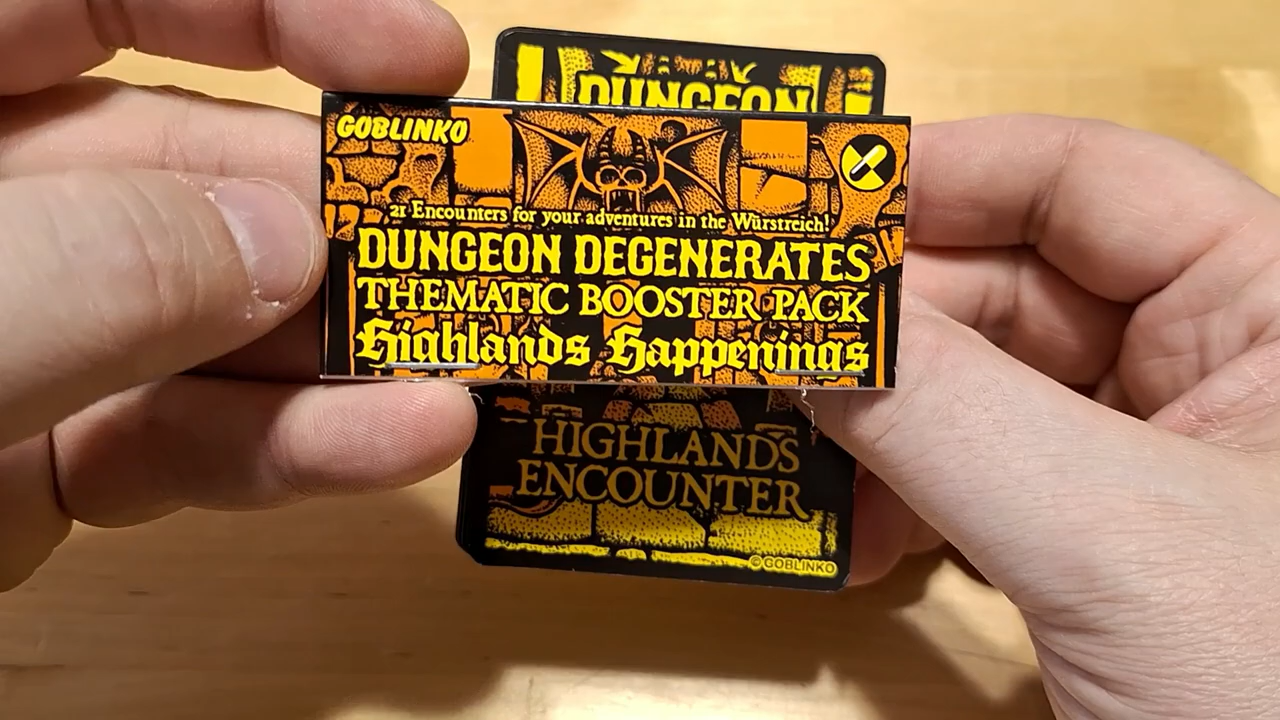 DUNGEON
GOBLINKO
21 Encounters for your adventures in the Würstreich!
DUNGEON DEGENERATES
THEMATIC BOOSTER PACK
Highlands Happenings
HIGHLANDS
ENCOUNTER
© GOBLINKO